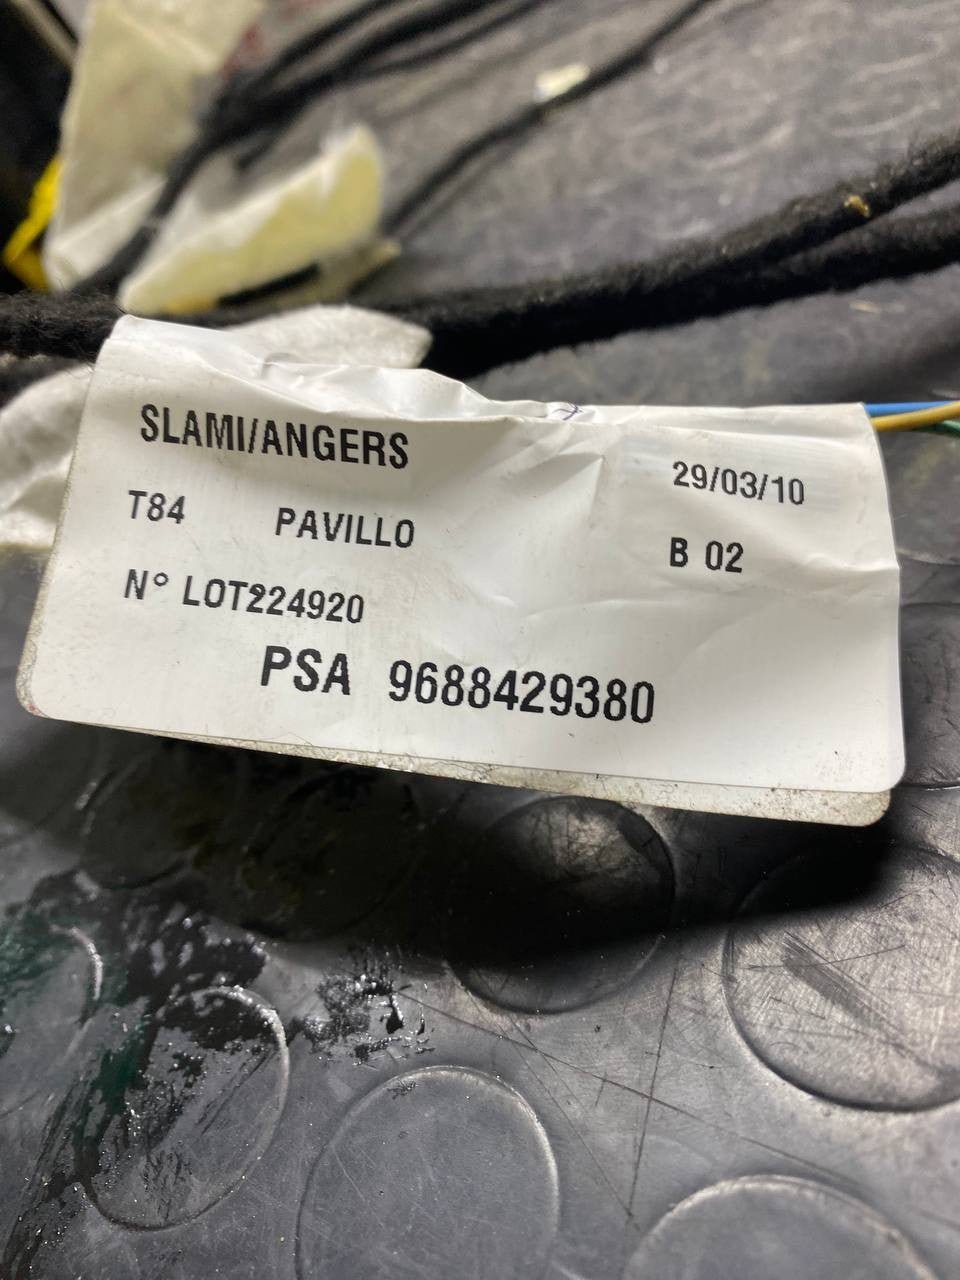 SLAMI/ANGERS
29/03/10
T84 PAVILLO
B 02
N° LOT224920
PSA 9688429380